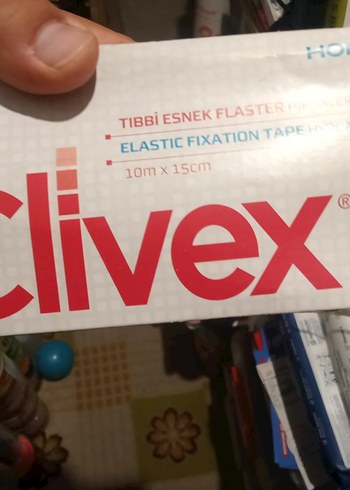 TIBBİ ESNEK FLASTER
ELASTIC FIXATION TAPE
10m x 15cm
Clivex®